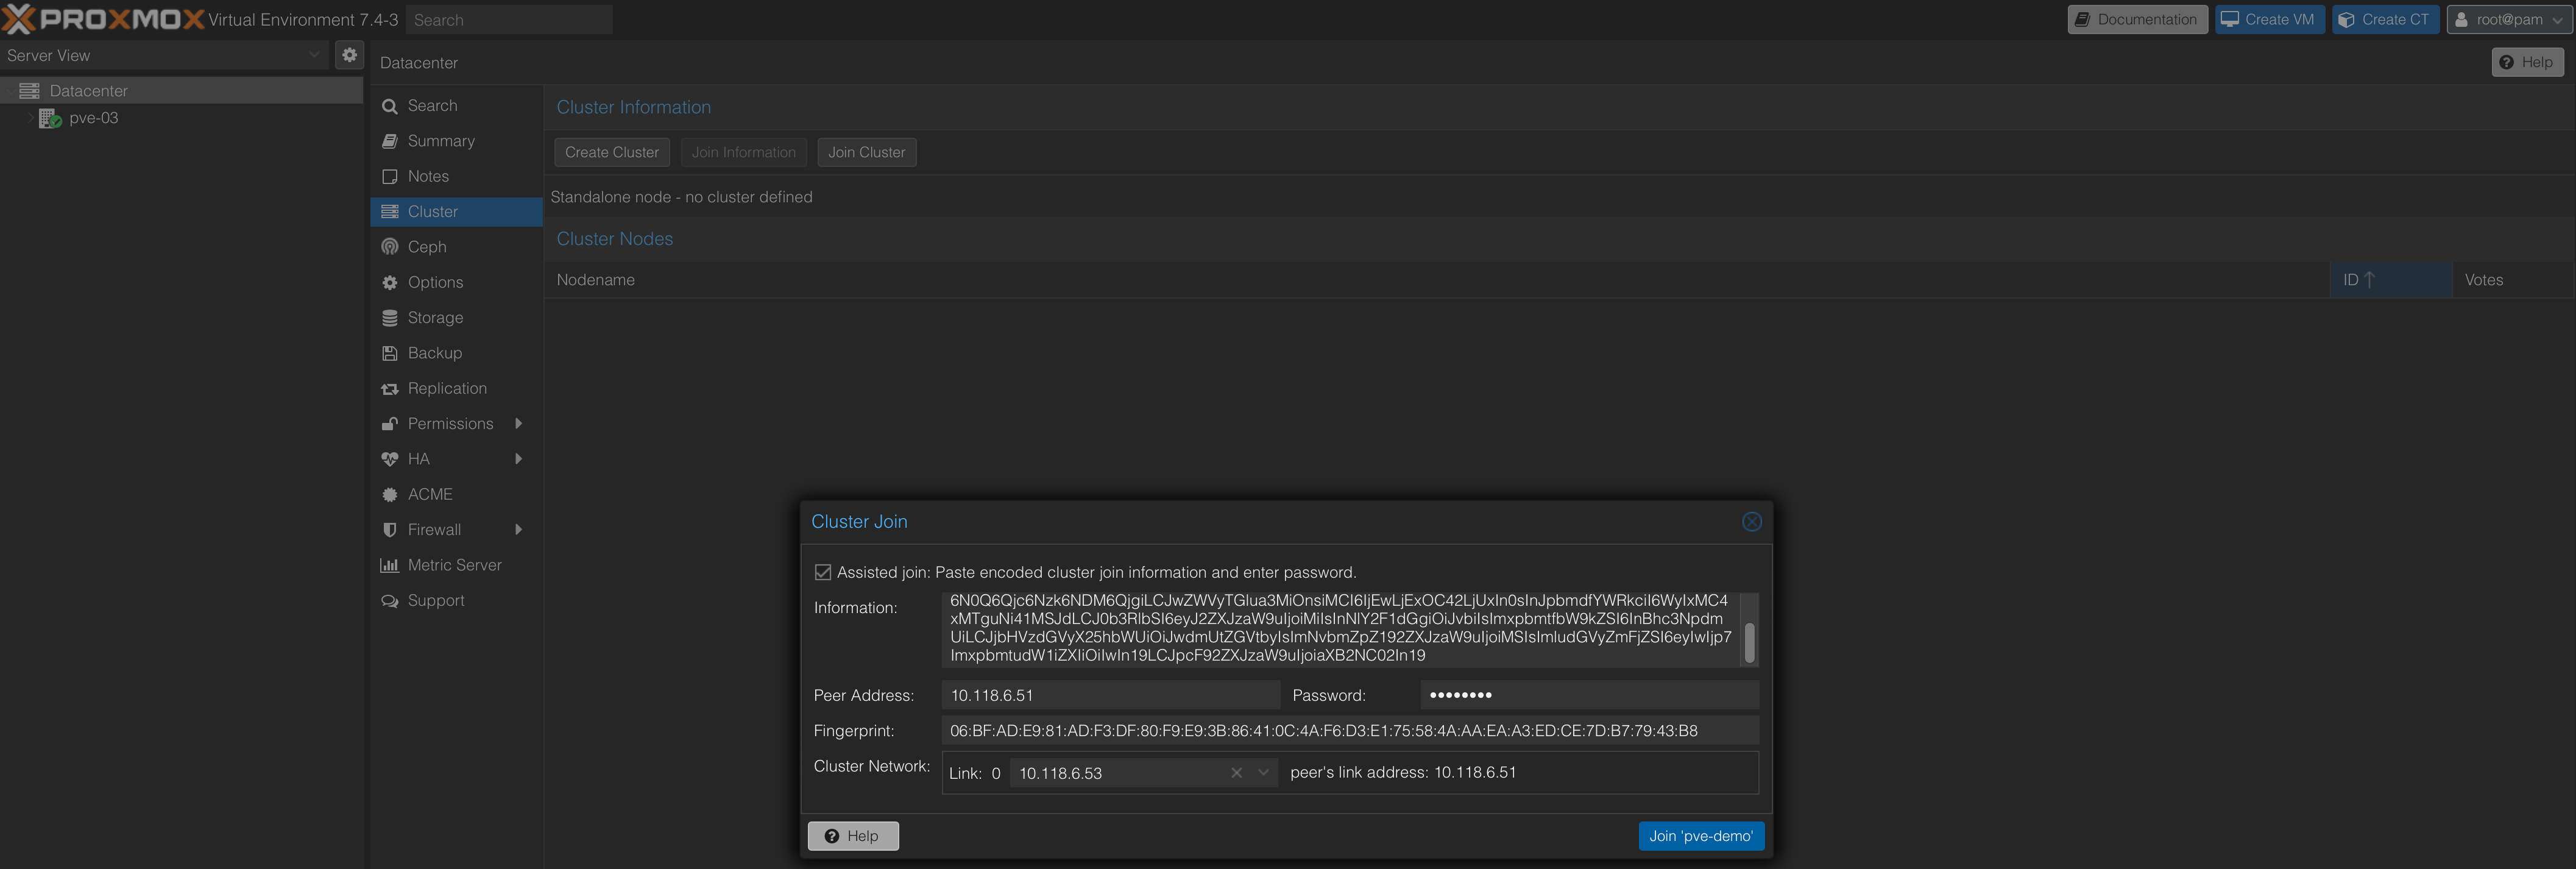 PROXMOX Virtual Environment 7.4-3 Search
Documentation Create VM Create CT root@pam
Server View
Datacenter
pve-03
Datacenter
Help
Search
Summary
Notes
Cluster
Ceph
Options
Storage
Backup
Replication
Permissions
HA
ACME
Firewall
Metric Server
Support
Cluster Information
Create Cluster Join Information Join Cluster
Standalone node - no cluster defined
Cluster Nodes
Nodename ID Votes
Cluster Join
Assisted join: Paste encoded cluster join information and enter password.
Information:
6N0Q6Qjc6Nzk6NDM6QjgiLCJwZWVyTGlua3MiOnsiMCI6IjEwLjExOC42LjUxIn0sInJpbmdfYWRkciI6WyIxMC4
xMTguNi41MSJdLCJ0b3RlbSI6eyJ2ZXJzaW9uIjoiMiIsInNlY2F1dGgiOiJvbiIsImxpbmtfbW9kZSI6InBhc3Npdm
UiLCJjbHVzdGVyX25hbWUiOiJwdmUtZGVtbyIsImNvbmZpZ192ZXJzaW9uIjoiMSIsImludGVyZmFjZSI6eyIwIjp7
ImxpbmtudW1iZXIiOiIwIn19LCJpcF92ZXJzaW9uIjoiaXB2NC02In19
Peer Address: 10.118.6.51 Password: ••••••••
Fingerprint: 06:BF:AD:E9:81:AD:F3:DF:80:F9:E9:3B:86:41:0C:4A:F6:D3:E1:75:58:4A:AA:EA:A3:ED:CE:7D:B7:79:43:B8
Cluster Network: Link: 0 10.118.6.53 peer's link address: 10.118.6.51
Help Join 'pve-demo'